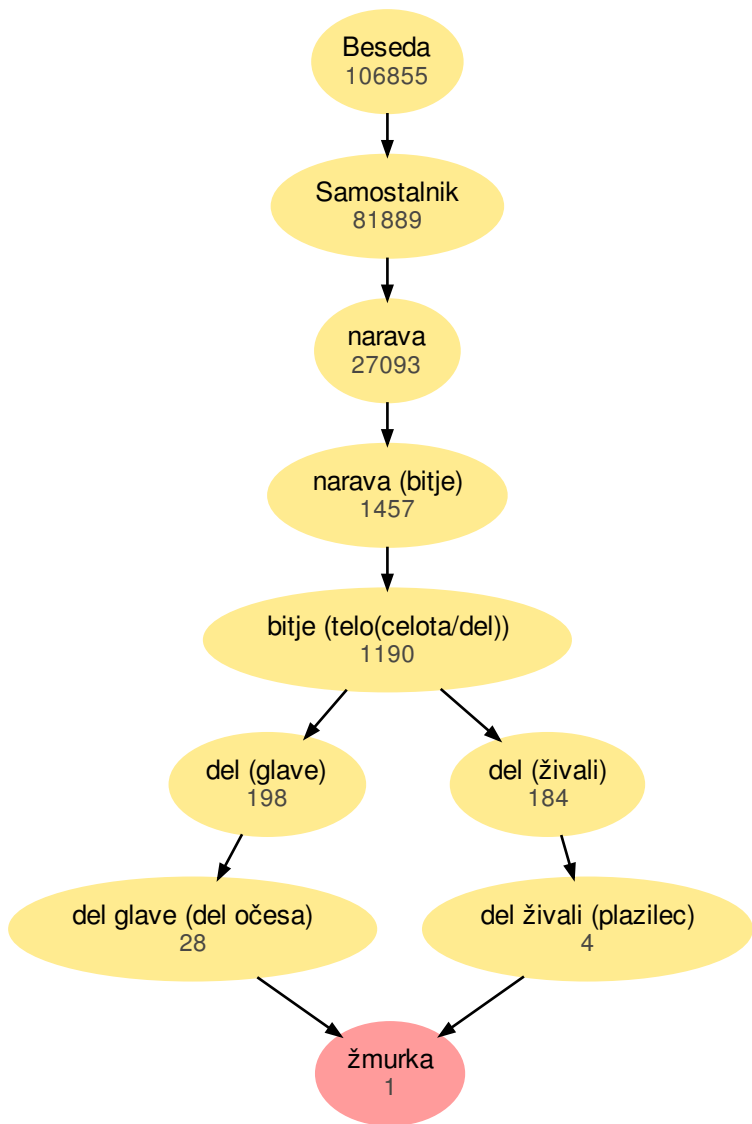 Beseda
106855
Samostalnik
81889
narava
27093
narava (bitje)
1457
bitje (telo(celota/del))
1190
del (glave)
198
del (živali)
184
del glave (del očesa)
28
del živali (plazilec)
4
žmurka
1